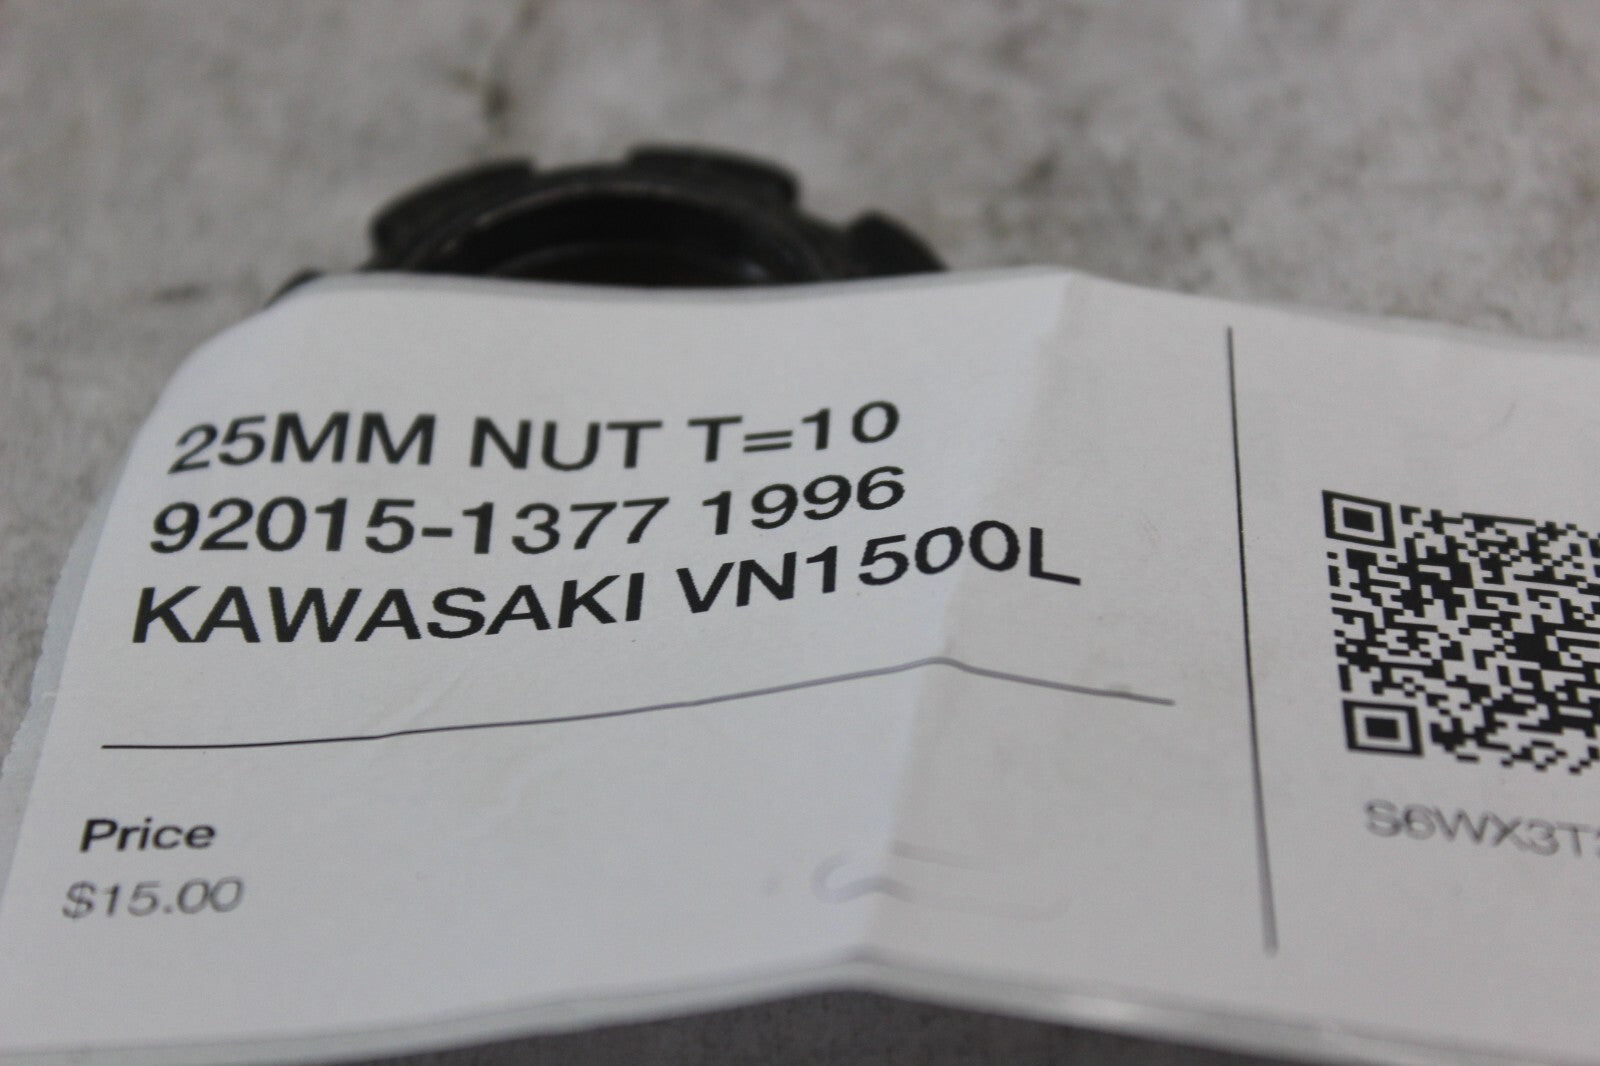 25MM NUT T=10
92015-1377 1996
KAWASAKI VN1500L
Price
$15.00